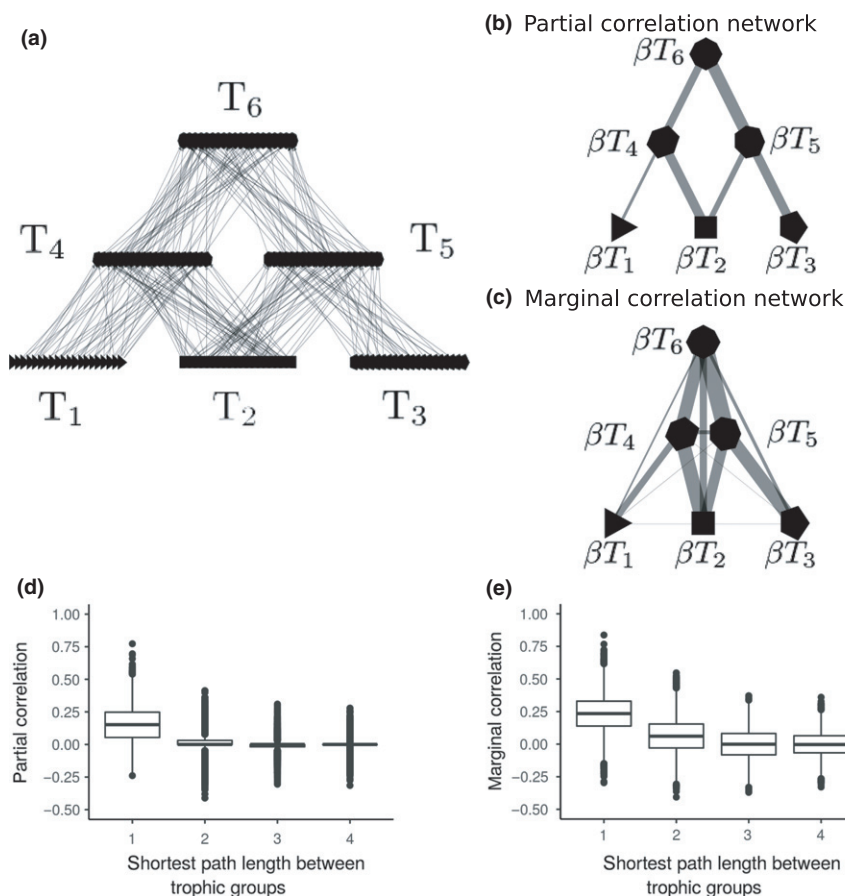 (a)
T6
T4
T5
T1
T2
T3
(b) Partial correlation network
βT6
βT4
βT5
βT1
βT2
βT3
(c) Marginal correlation network
βT6
βT4
βT5
βT1
βT2
βT3
(d)
1.00
0.75
0.50
0.25
0.00
−0.25
−0.50
Partial correlation
1 2 3 4
Shortest path length between
trophic groups
(e)
1.00
0.75
0.50
0.25
0.00
−0.25
−0.50
Marginal correlation
1 2 3 4
Shortest path length between
trophic groups